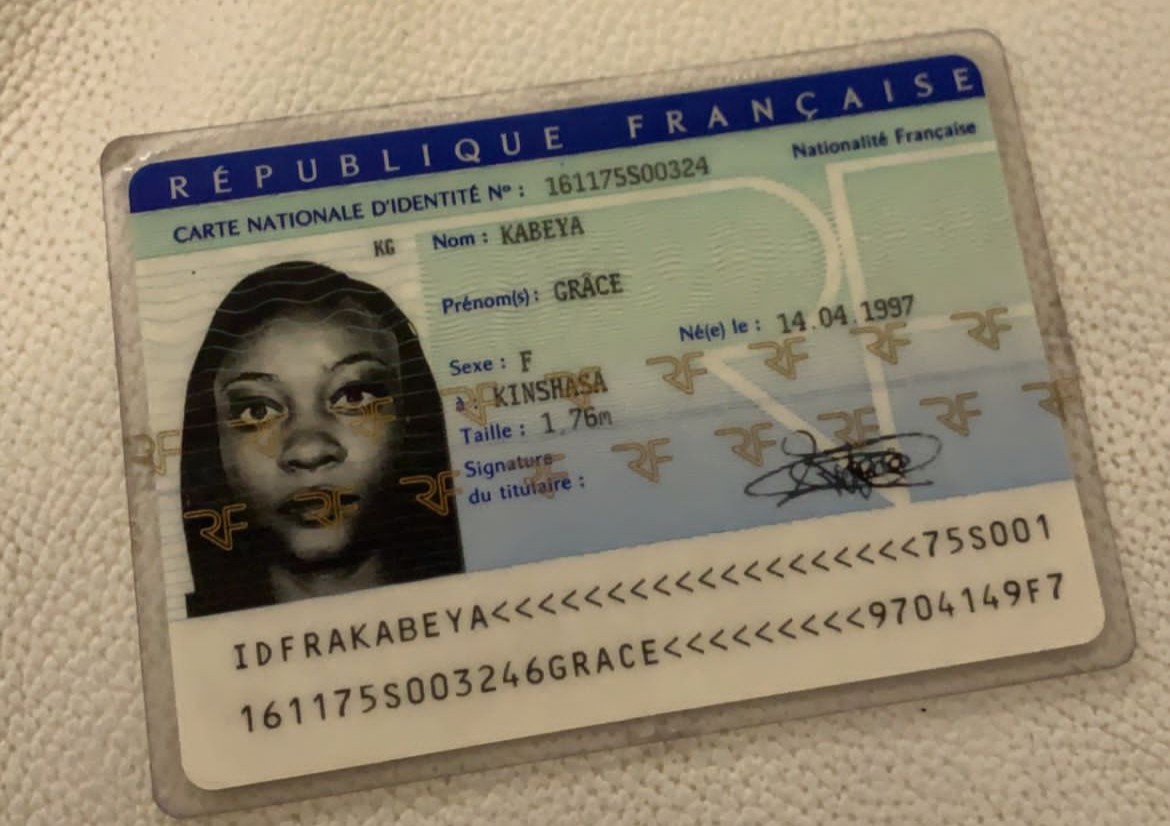 RÉPUBLIQUE FRANÇAISE
CARTE NATIONALE D'IDENTITÉ Nº : 161175S00324
Nationalité Française
KG
Nom : KABEYA
Prénom(s) : GRÂCE
Né(e) le : 14.04.1997
Sexe : F
à : KINSHASA
Taille : 1,76m
Signature
du titulaire :
RF RF RF RF RF RF RF RF RF RF RF RF RF RF RF RF
IDFRAKABEYA<<<<<<<<<<<<<<<<<<<75S001
161175S003246GRACE<<<<<<<<<9704149F7